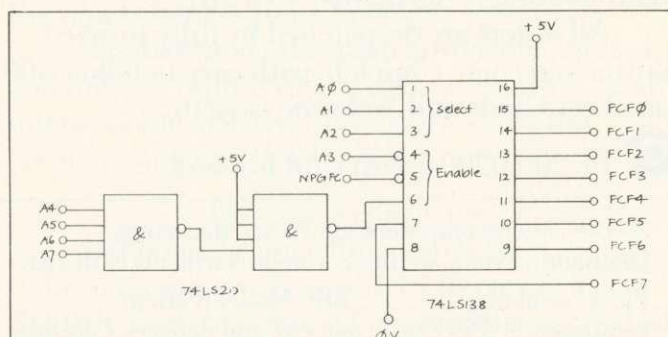 +5V
AØ
1
16
A1
2
select
15
FCFØ
A2
3
14
FCF1
A3
4
13
FCF2
+5V
NPGFC
5
Enable
12
FCF3
6
11
FCF4
A4
7
10
FCF5
A5
&
&
8
9
FCF6
A6
A7
FCF7
74LS20
74LS138
ØV